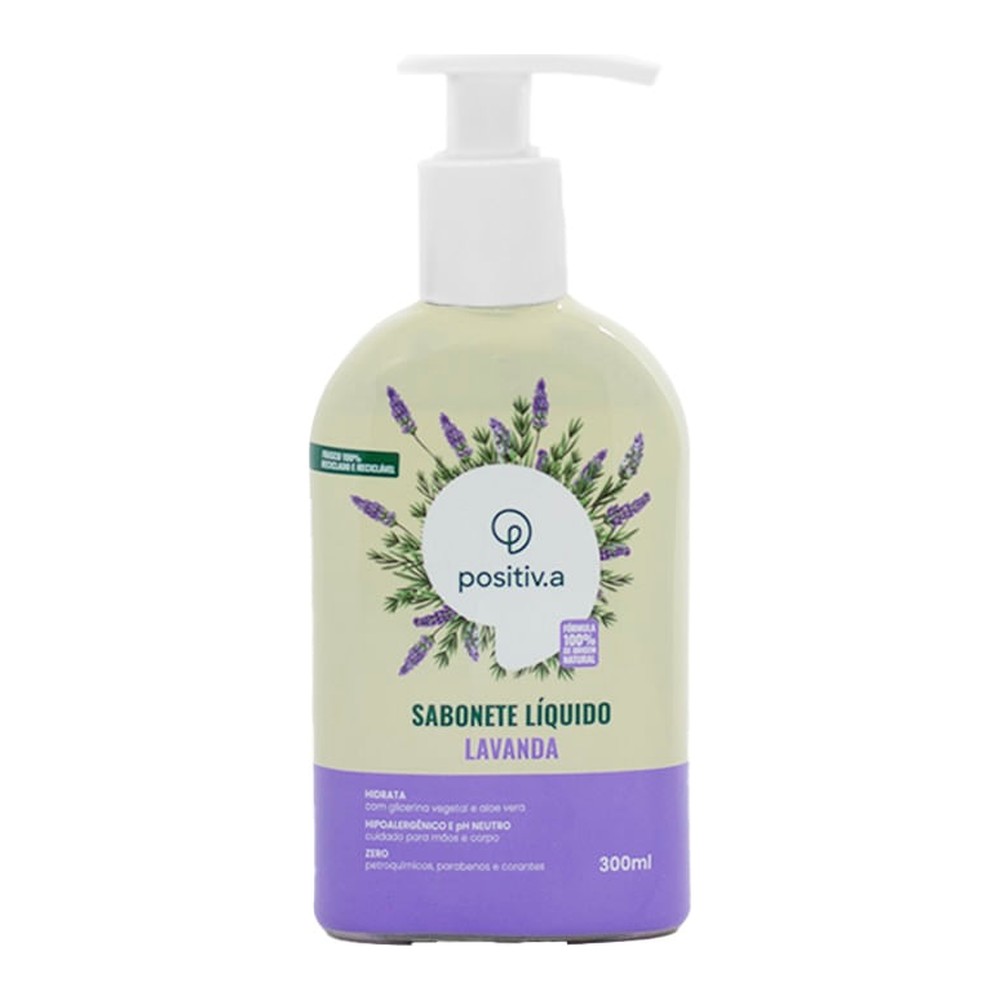 FRASCO 100%
RECICLADO E RECICLÁVEL
positiv.a
FÓRMULA
100%
DE ORIGEM
NATURAL
SABONETE LÍQUIDO
LAVANDA
HIDRATA
com glicerina vegetal e aloe vera
HIPOALERGÊNICO E pH NEUTRO
cuidado para mãos e corpo
ZERO
petroquímicos, parabenos e corantes
300ml